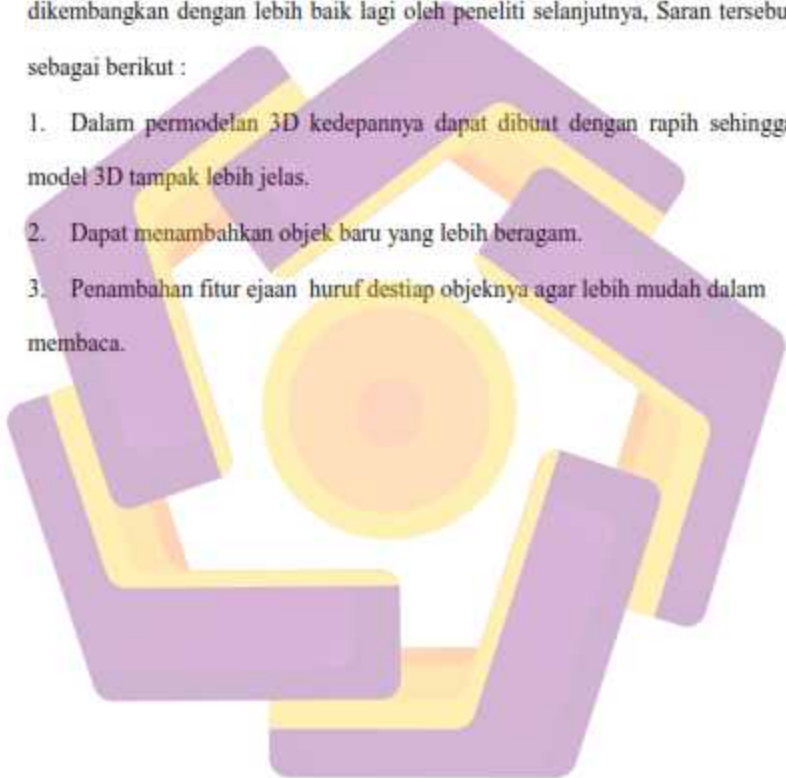 dikembangkan dengan lebih baik lagi oleh peneliti selanjutnya, Saran tersebu
sebagai berikut :
1. Dalam permodelan 3D kedepannya dapat dibuat dengan rapih sehingga
model 3D tampak lebih jelas.
2. Dapat menambahkan objek baru yang lebih beragam.
3. Penambahan fitur ejaan huruf destiap objeknya agar lebih mudah dalam
membaca.